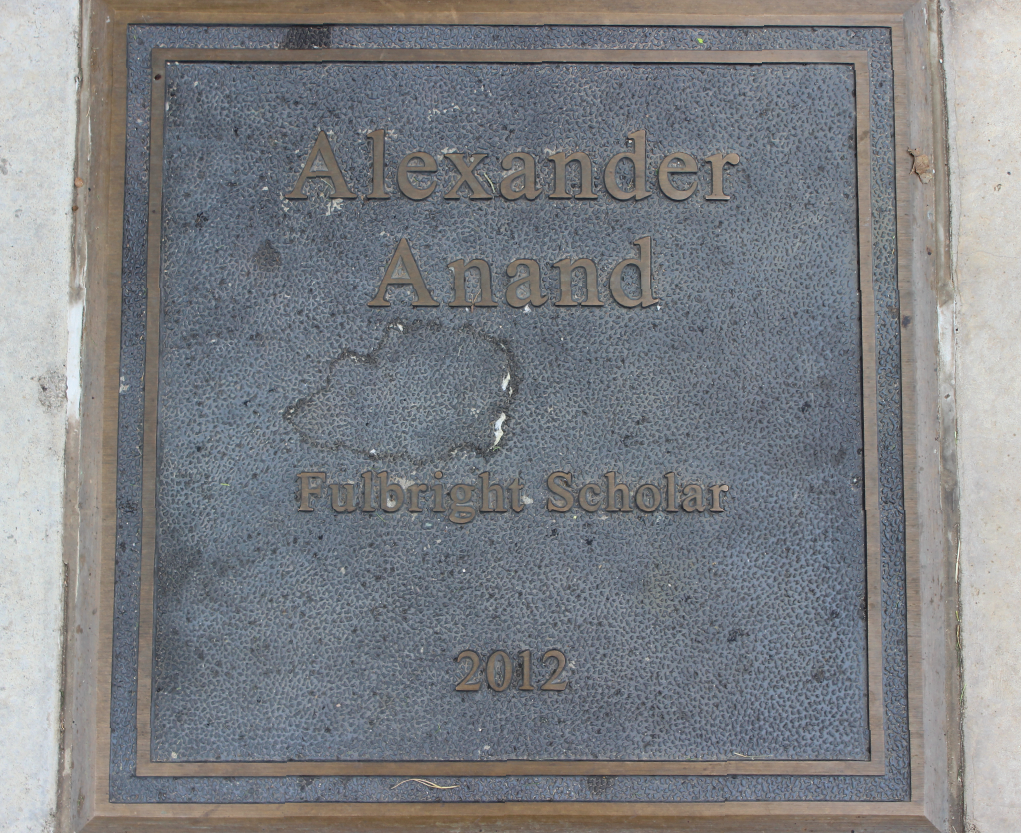 Alexander
Anand
Fulbright Scholar
2012